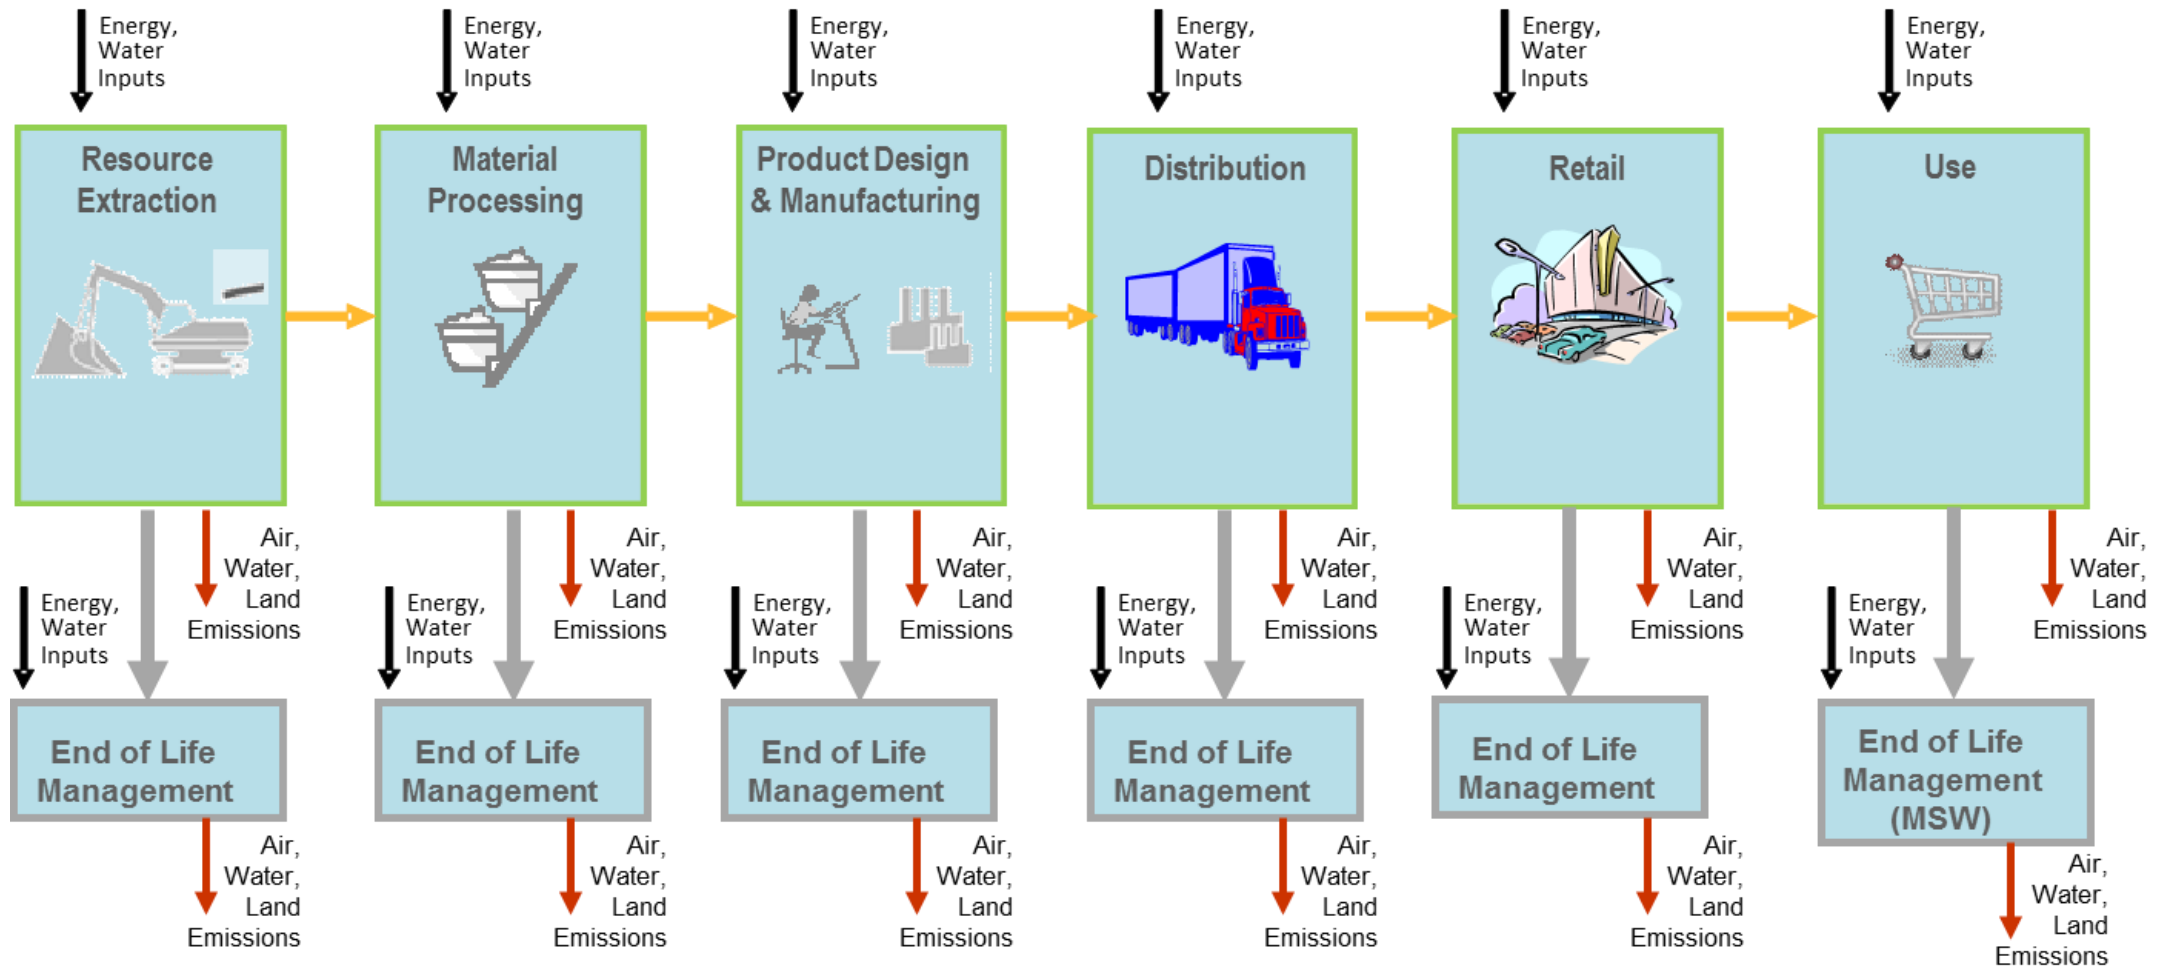 Energy,
Water
Inputs
Energy,
Water
Inputs
Energy,
Water
Inputs
Energy,
Water
Inputs
Energy,
Water
Inputs
Energy,
Water
Inputs
Resource
Extraction
Material
Processing
Product Design
& Manufacturing
Distribution
Retail
Use
Air,
Water,
Land
Emissions
Air,
Water,
Land
Emissions
Air,
Water,
Land
Emissions
Air,
Water,
Land
Emissions
Air,
Water,
Land
Emissions
Air,
Water,
Land
Emissions
Energy,
Water
Inputs
Energy,
Water
Inputs
Energy,
Water
Inputs
Energy,
Water
Inputs
Energy,
Water
Inputs
Energy,
Water
Inputs
End of Life
Management
End of Life
Management
End of Life
Management
End of Life
Management
End of Life
Management
End of Life
Management
(MSW)
Air,
Water,
Land
Emissions
Air,
Water,
Land
Emissions
Air,
Water,
Land
Emissions
Air,
Water,
Land
Emissions
Air,
Water,
Land
Emissions
Air,
Water,
Land
Emissions